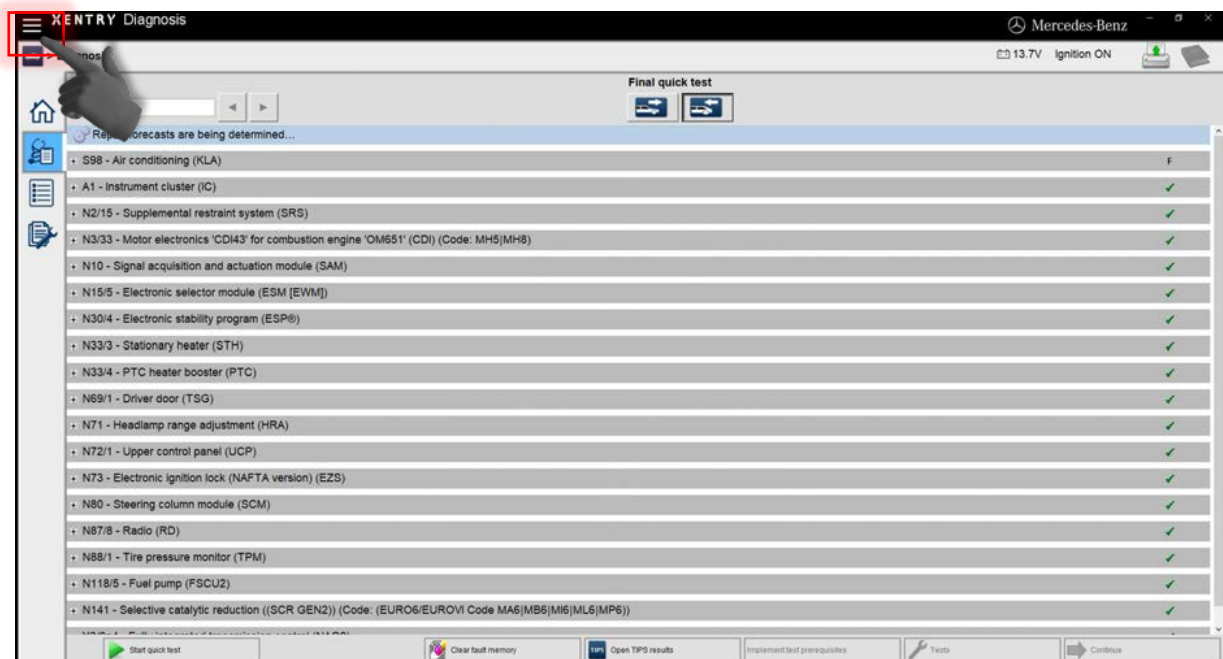 XENTRY Diagnosis
Mercedes-Benz
13.7V Ignition ON
Final quick test
forecasts are being determined...
+ S98 - Air conditioning (KLA) F
+ A1 - Instrument cluster (IC) ✓
+ N2/15 - Supplemental restraint system (SRS) ✓
+ N3/33 - Motor electronics 'CDI43' for combustion engine 'OM651' (CDI) (Code: MH5|MH8) ✓
+ N10 - Signal acquisition and actuation module (SAM) ✓
+ N15/5 - Electronic selector module (ESM [EWM]) ✓
+ N30/4 - Electronic stability program (ESP®) ✓
+ N33/3 - Stationary heater (STH) ✓
+ N33/4 - PTC heater booster (PTC) ✓
+ N69/1 - Driver door (TSG) ✓
+ N71 - Headlamp range adjustment (HRA) ✓
+ N72/1 - Upper control panel (UCP) ✓
+ N73 - Electronic ignition lock (NAFTA version) (EZS) ✓
+ N80 - Steering column module (SCM) ✓
+ N87/8 - Radio (RD) ✓
+ N88/1 - Tire pressure monitor (TPM) ✓
+ N118/5 - Fuel pump (FSCU2) ✓
+ N141 - Selective catalytic reduction ((SCR GEN2)) (Code: (EURO6/EUROVI Code MA6|MB6|MI6|ML6|MP6)) ✓
Start quick test Clear fault memory TIPS Open TIPS results Implement test prerequisites Tests Continue